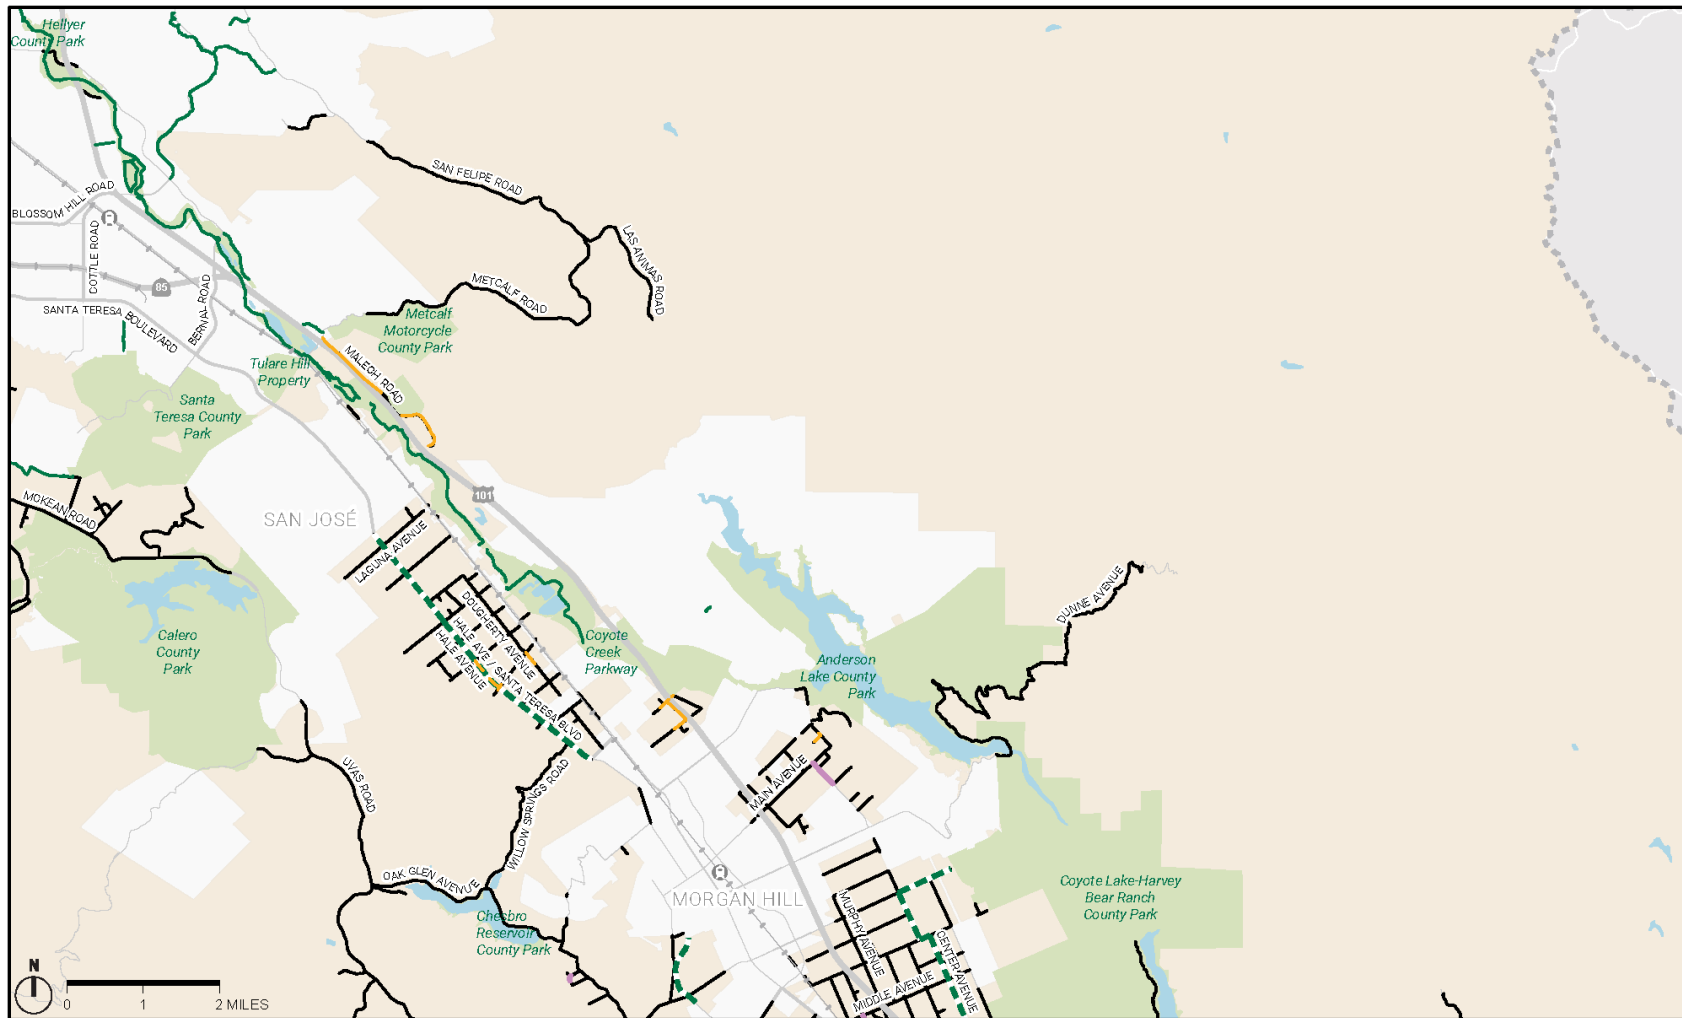 Hellyer
County Park
SAN FELIPE ROAD
BLOSSOM HILL ROAD
COTTLE ROAD
LAS ANIMAS ROAD
85
BERNAL ROAD
METCALF ROAD
SANTA TERESA BOULEVARD
Metcalf
Motorcycle
County Park
MALECH ROAD
Tulare Hill
Property
Santa
Teresa County
Park
MCKEAN ROAD
101
SAN JOSÉ
LAGUNA AVENUE
DUNNE AVENUE
DOUGHERTY AVENUE
HALE AVE / SANTA TERESA BLVD
HALE AVENUE
Calero
County
Park
Coyote
Creek
Parkway
Anderson
Lake County
Park
UVAS ROAD
WILLOW SPRINGS ROAD
MAIN AVENUE
OAK GLEN AVENUE
MORGAN HILL
Coyote Lake-Harvey
Bear Ranch
County Park
Chesbro
Reservoir
County Park
MURPHY AVENUE
CENTER AVENUE
MIDDLE AVENUE
N
0 1 2 MILES